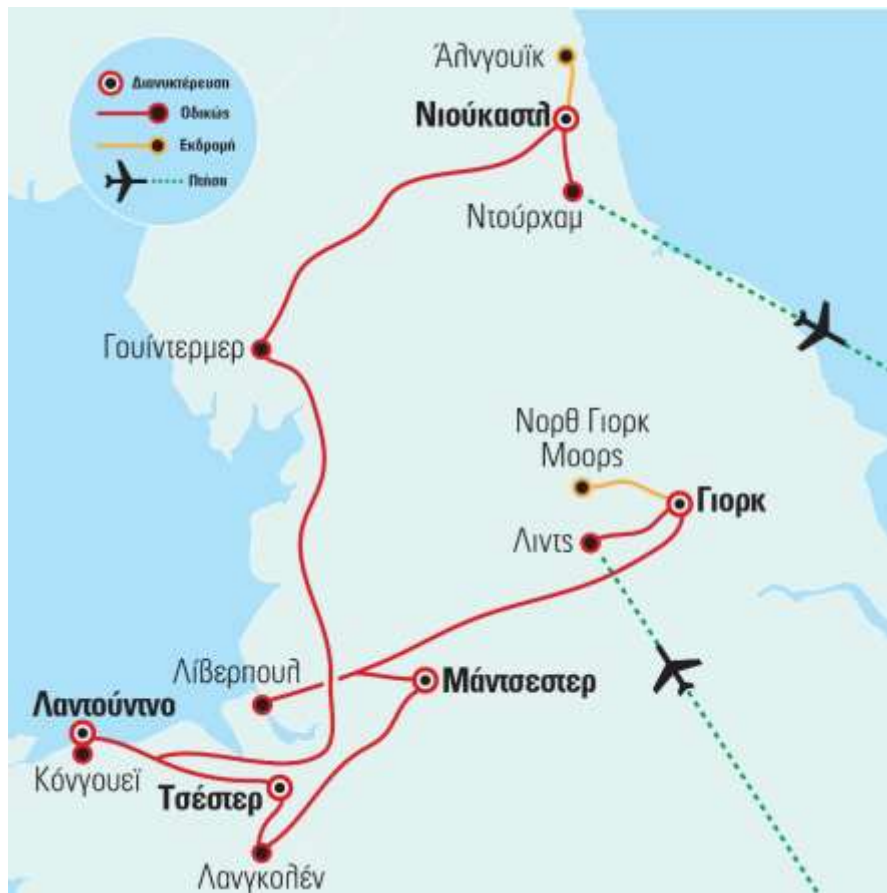 Διανυκτέρευση
Οδικώς
Εκδρομή
Πτήση
Άλνγουϊκ
Νιούκαστλ
Ντούρχαμ
Γουίντερμερ
Νορθ Γιορκ
Μοορς
Γιορκ
Λιντς
Λίβερπουλ
Μάντσεστερ
Λαντούντνο
Κόνγουεϊ
Τσέστερ
Λανγκολέν